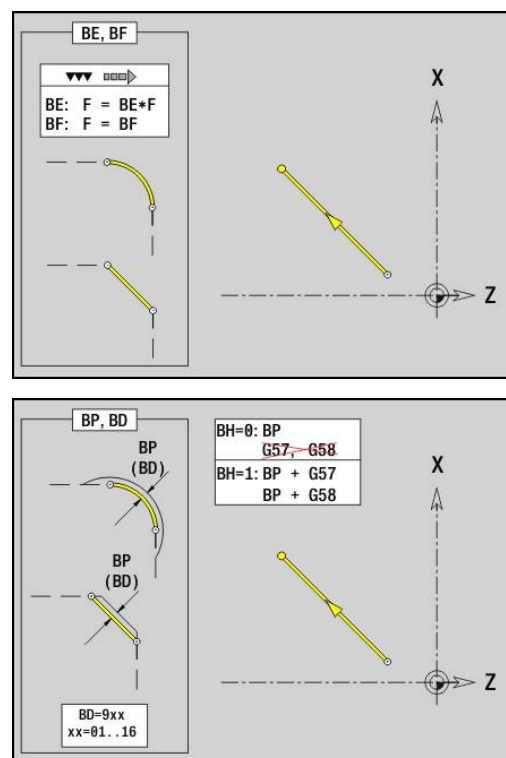 BE, BF
BE: F = BE*F
BF: F = BF
X
Z
BP, BD
BP
(BD)
BP
(BD)
BD=9xx
xx=01..16
BH=0: BP
G57, G58
BH=1: BP + G57
BP + G58
X
Z